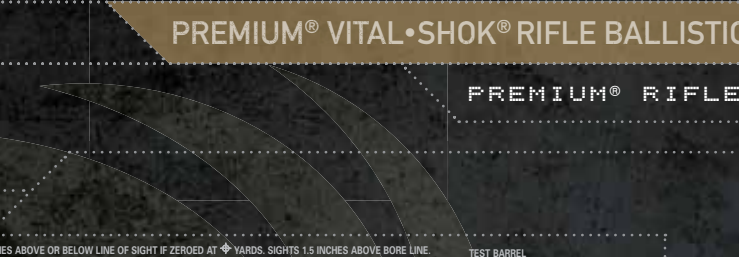 PREMIUM® VITAL•SHOK® RIFLE BALLISTIC
PREMIUM® RIFLE
ABOVE OR BELOW LINE OF SIGHT IF ZEROED AT ⌖ YARDS. SIGHTS 1.5 INCHES ABOVE BORE LINE.
TEST BARREL